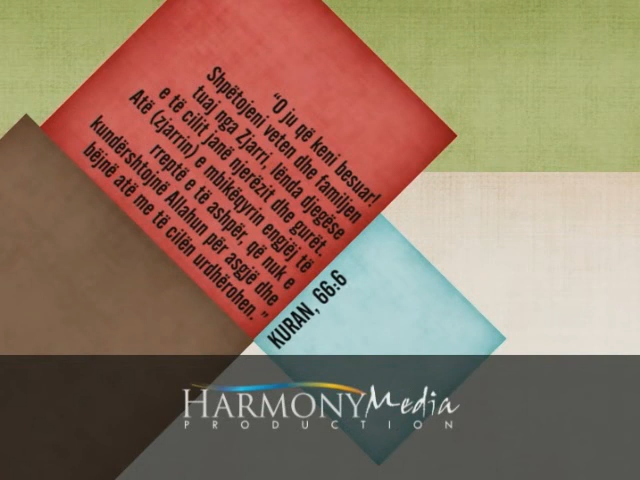 “O ju që keni besuar!
Shpëtojeni veten dhe familjen
tuaj nga Zjarri, lënda djegëse
e të cilit janë njerëzit dhe gurët.
Atë (zjarrin) e mbikëqyrin engjëj të
rreptë e të ashpër, që nuk e
kundërshtojnë Allahun për asgjë dhe
bëjnë atë me të cilën urdhërohen. ”
KURAN, 66:6
HARMONY Media
PRODUCTION